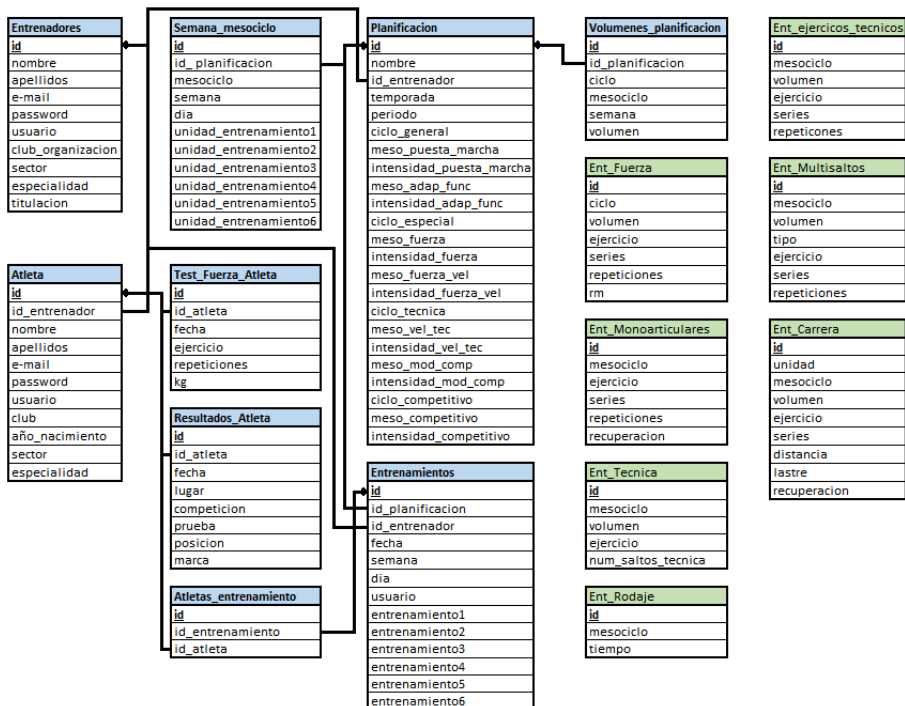 Entrenadores
id
nombre
apellidos
e-mail
password
usuario
club_organizacion
sector
especialidad
titulacion
Semana_mesociclo
id
id_planificacion
mesociclo
semana
dia
unidad_entrenamiento1
unidad_entrenamiento2
unidad_entrenamiento3
unidad_entrenamiento4
unidad_entrenamiento5
unidad_entrenamiento6
Planificacion
id
nombre
id_entrenador
temporada
periodo
ciclo_general
meso_puesta_marcha
intensidad_puesta_marcha
meso_adap_func
intensidad_adap_func
ciclo_especial
meso_fuerza
intensidad_fuerza
meso_fuerza_vel
intensidad_fuerza_vel
ciclo_tecnica
meso_vel_tec
intensidad_vel_tec
meso_mod_comp
intensidad_mod_comp
ciclo_competitivo
meso_competitivo
intensidad_competitivo
Volumenes_planificacion
id
id_planificacion
ciclo
mesociclo
semana
volumen
Ent_ejercicos_tecnicos
id
mesociclo
volumen
ejercicio
series
repeticones
Ent_Fuerza
id
ciclo
volumen
ejercicio
series
repeticiones
rm
Ent_Multisaltos
id
mesociclo
volumen
tipo
ejercicio
series
repeticiones
Atleta
id
id_entrenador
nombre
apellidos
e-mail
password
usuario
club
año_nacimiento
sector
especialidad
Test_Fuerza_Atleta
id
id_atleta
fecha
ejercicio
repeticiones
kg
Resultados_Atleta
id
id_atleta
fecha
lugar
competicion
prueba
posicion
marca
Atletas_entrenamiento
id
id_entrenamiento
id_atleta
Entrenamientos
id
id_planificacion
id_entrenador
fecha
semana
dia
usuario
entrenamiento1
entrenamiento2
entrenamiento3
entrenamiento4
entrenamiento5
entrenamiento6
Ent_Monoarticulares
id
mesociclo
ejercicio
series
repeticiones
recuperacion
Ent_Carrera
id
unidad
mesociclo
volumen
ejercicio
series
distancia
lastre
recuperacion
Ent_Tecnica
id
mesociclo
volumen
ejercicio
num_saltos_tecnica
Ent_Rodaje
id
mesociclo
tiempo